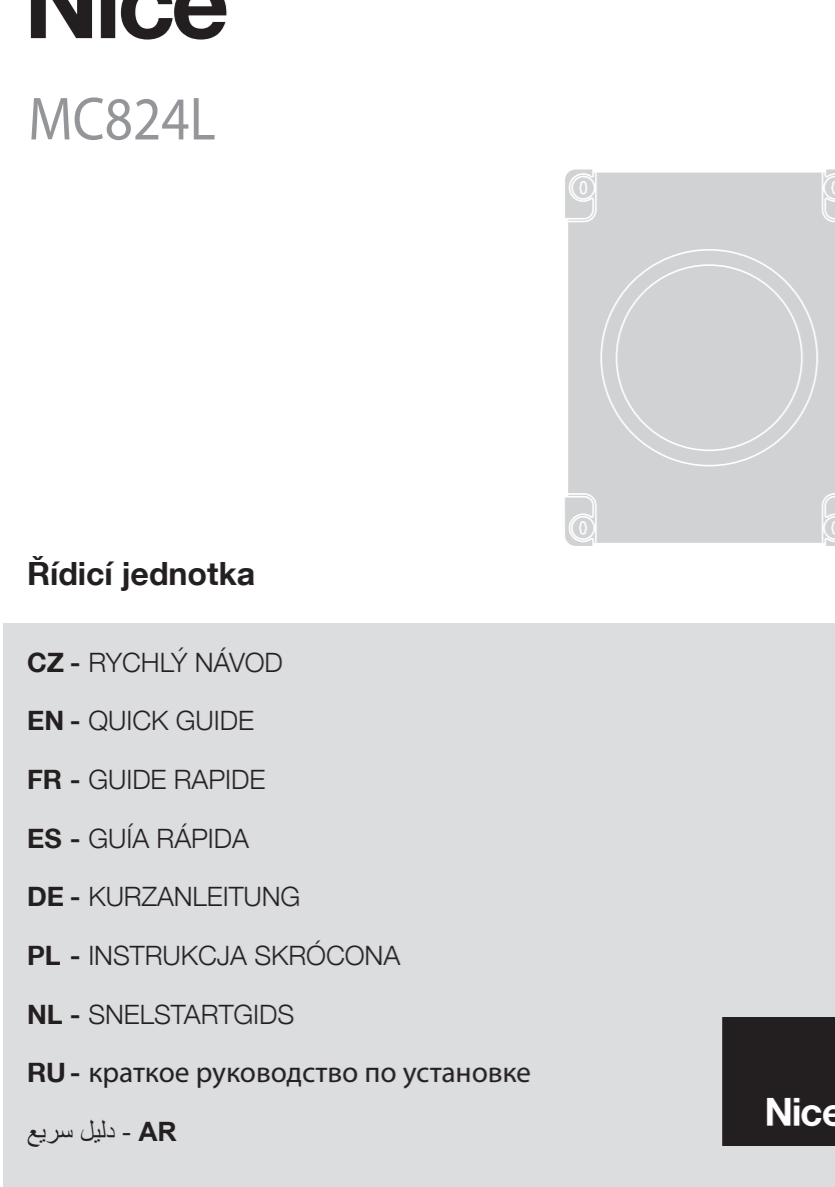 Nice
MC824L
Řídicí jednotka
CZ - RYCHLÝ NÁVOD
EN - QUICK GUIDE
FR - GUIDE RAPIDE
ES - GUÍA RÁPIDA
DE - KURZANLEITUNG
PL - INSTRUKCJA SKRÓCONA
NL - SNELSTARTGIDS
RU - краткое руководство по установке
AR - دليل سريع
Nice